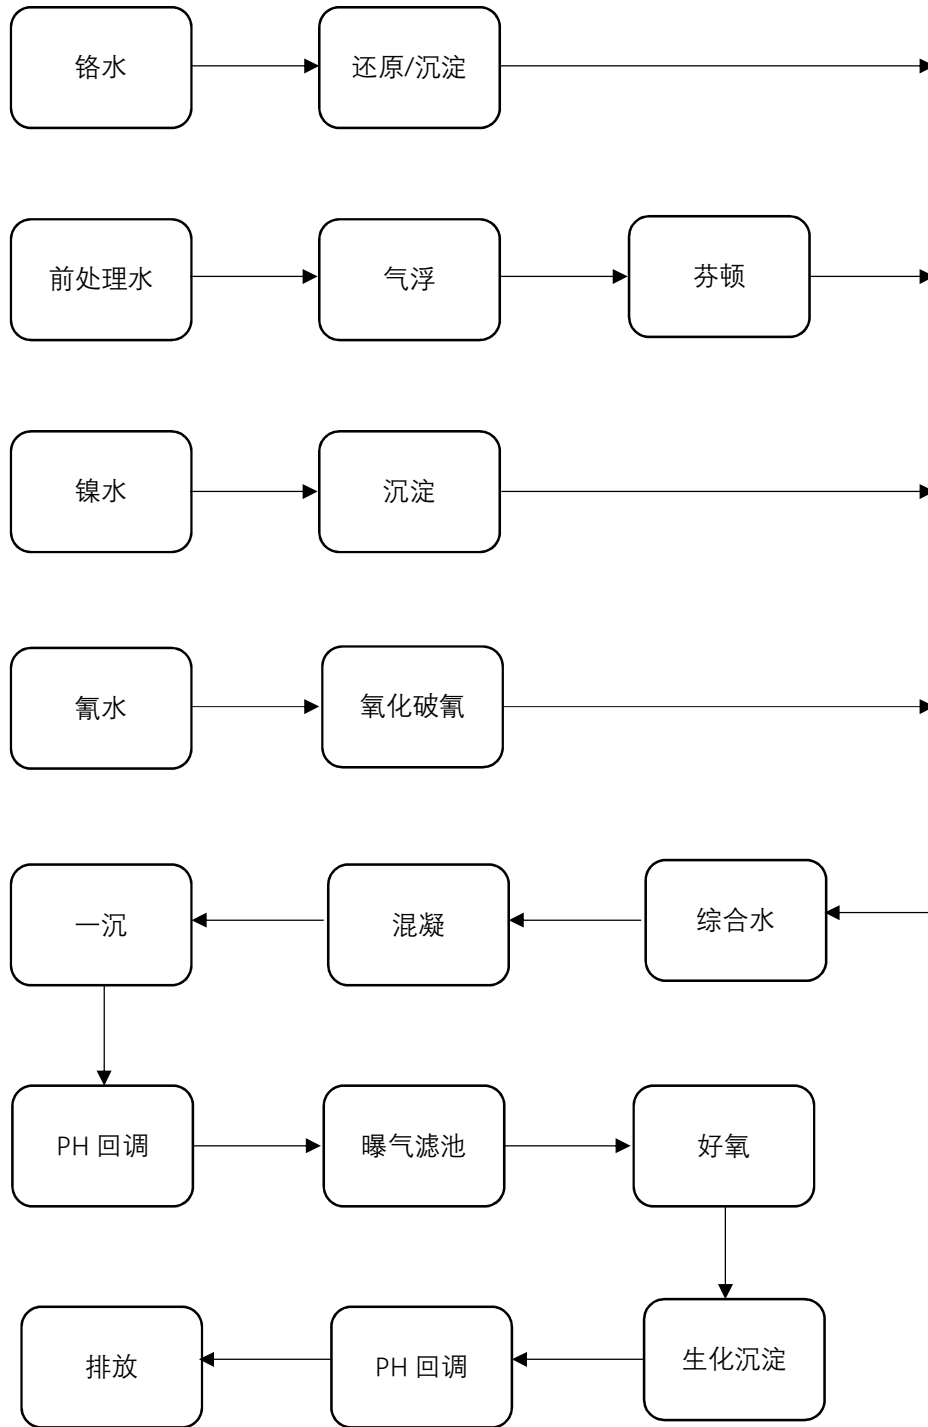 铬水
还原/沉淀
前处理水
气浮
芬顿
镍水
沉淀
氰水
氧化破氰
一沉
混凝
综合水
PH 回调
曝气滤池
好氧
排放
PH 回调
生化沉淀